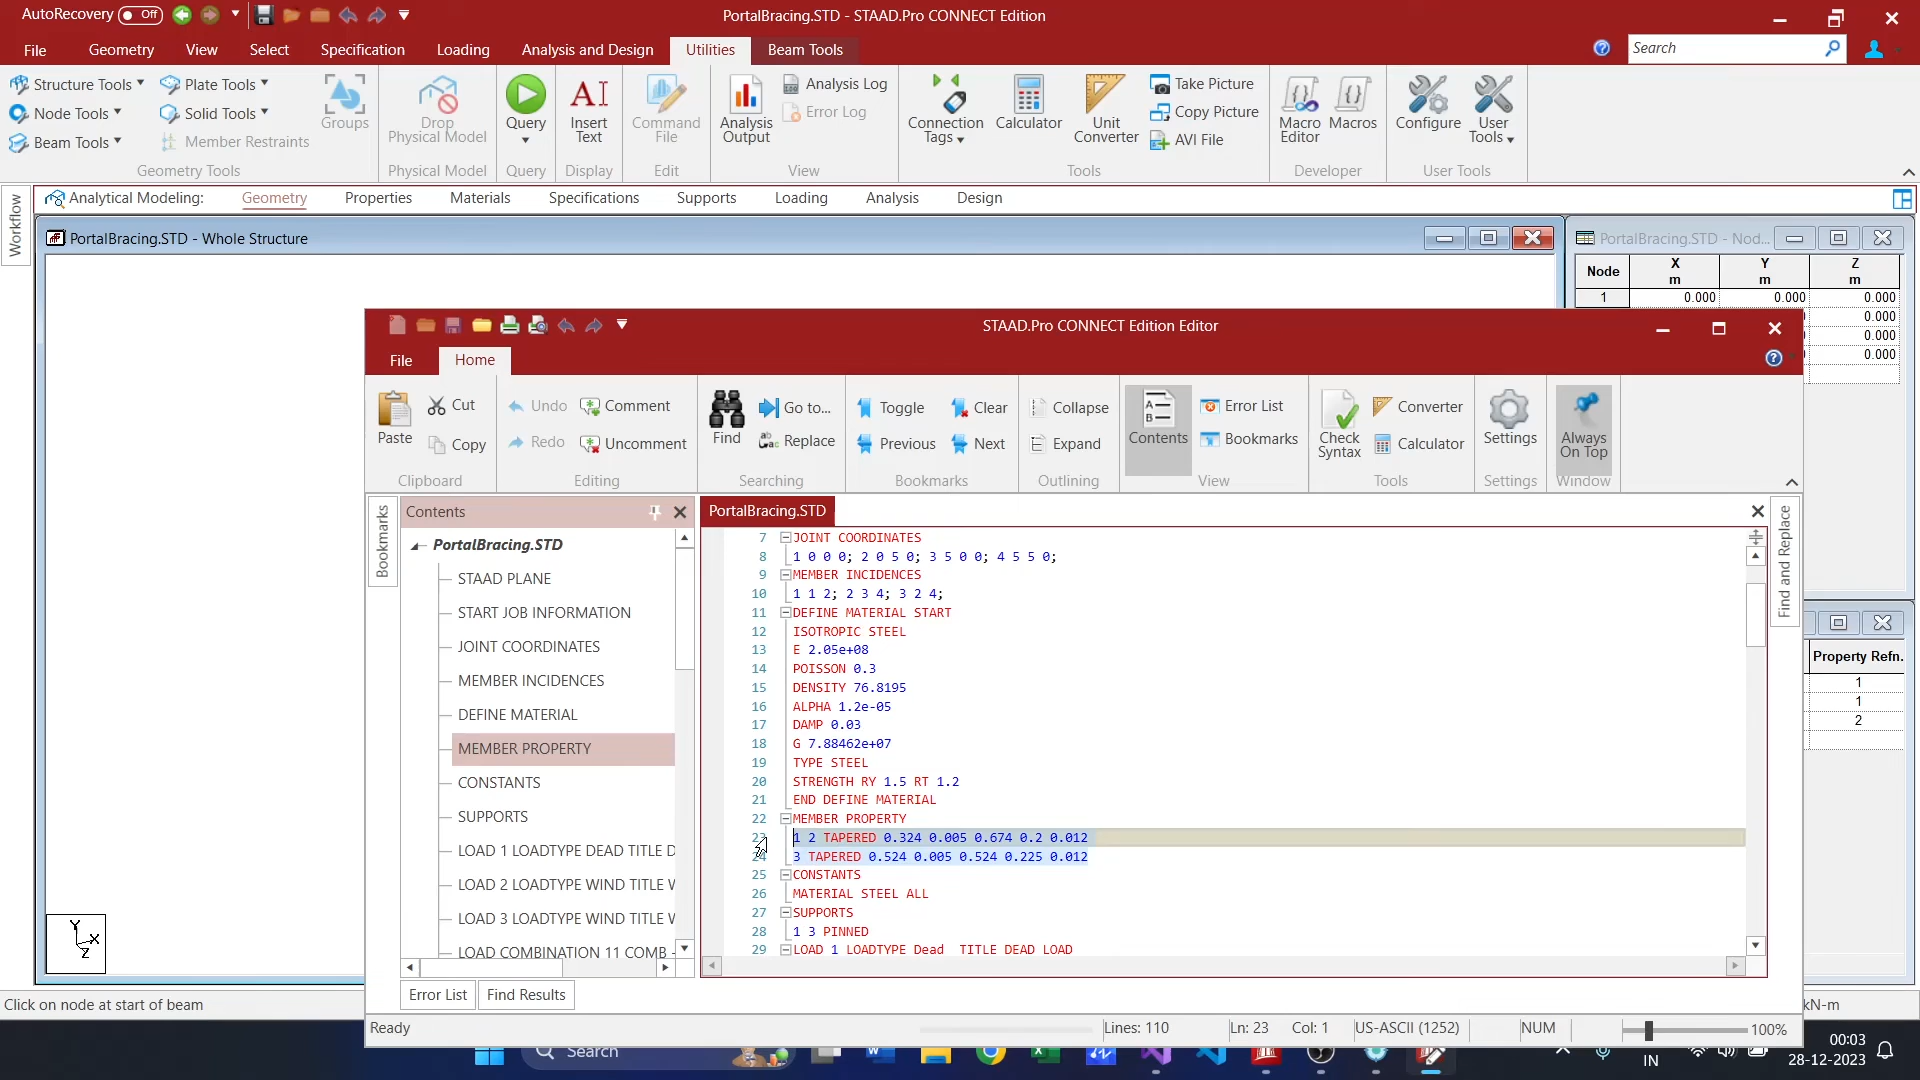 AutoRecovery Off
PortalBracing.STD - STAAD.Pro CONNECT Edition
File Geometry View Select Specification Loading Analysis and Design Utilities Beam Tools Search
Structure Tools Plate Tools
Node Tools Solid Tools
Beam Tools Member Restraints
Groups
Drop Physical Model
Query
Insert Text
Command File
Analysis Output
Analysis Log
Error Log
Connection Tags
Calculator
Unit Converter
Take Picture
Copy Picture
AVI File
Macro Editor
Macros
Configure
User Tools
Geometry Tools Physical Model Query Display Edit View Tools Developer User Tools
Workflow
Analytical Modeling: Geometry Properties Materials Specifications Supports Loading Analysis Design
PortalBracing.STD - Whole Structure
PortalBracing.STD - Nod...
Node X m Y m Z m
1 0.000 0.000 0.000
0.000
0.000
0.000
STAAD.Pro CONNECT Edition Editor
File Home
Paste
Cut
Copy
Undo
Redo
Comment
Uncomment
Find
Go to...
Replace
Toggle
Previous
Clear
Next
Collapse
Expand
Contents
Error List
Bookmarks
Check Syntax
Converter
Calculator
Settings
Always On Top
Clipboard Editing Searching Bookmarks Outlining View Tools Settings Window
Bookmarks
Contents
PortalBracing.STD
STAAD PLANE
START JOB INFORMATION
JOINT COORDINATES
MEMBER INCIDENCES
DEFINE MATERIAL
MEMBER PROPERTY
CONSTANTS
SUPPORTS
LOAD 1 LOADTYPE DEAD TITLE D
LOAD 2 LOADTYPE WIND TITLE W
LOAD 3 LOADTYPE WIND TITLE W
LOAD COMBINATION 11 COMB -
PortalBracing.STD
7 JOINT COORDINATES
8 1 0 0 0; 2 0 5 0; 3 5 0 0; 4 5 5 0;
9 MEMBER INCIDENCES
10 1 1 2; 2 3 4; 3 2 4;
11 DEFINE MATERIAL START
12 ISOTROPIC STEEL
13 E 2.05e+08
14 POISSON 0.3
15 DENSITY 76.8195
16 ALPHA 1.2e-05
17 DAMP 0.03
18 G 7.88462e+07
19 TYPE STEEL
20 STRENGTH RY 1.5 RT 1.2
21 END DEFINE MATERIAL
22 MEMBER PROPERTY
23 1 2 TAPERED 0.324 0.005 0.674 0.2 0.012
24 3 TAPERED 0.524 0.005 0.524 0.225 0.012
25 CONSTANTS
26 MATERIAL STEEL ALL
27 SUPPORTS
28 1 3 PINNED
29 LOAD 1 LOADTYPE Dead  TITLE DEAD LOAD
Find and Replace
Property Refn.
1
1
2
Y
X
Z
Error List Find Results
Click on node at start of beam
kN-m
Ready Lines: 110 Ln: 23 Col: 1 US-ASCII (1252) NUM 100%
Search
IN
00:03
28-12-2023